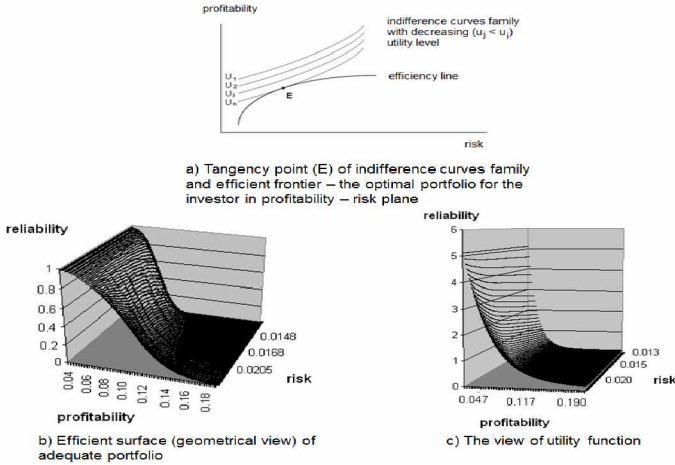 profitability
indifference curves family
with decreasing (uj < ui)
utility level
U1
U2
Ui
Un
efficiency line
E
risk
a) Tangency point (E) of indifference curves family
and efficient frontier – the optimal portfolio for the
investor in profitability – risk plane
reliability
1
0.8
0.6
0.4
0.2
0
0.04
0.06
0.08
0.10
0.12
0.14
0.16
0.18
0.0148
0.0168
0.0205
risk
profitability
b) Efficient surface (geometrical view) of
adequate portfolio
reliability
6
5
4
3
2
1
0
0.047
0.117
0.190
0.013
0.015
0.020
risk
profitability
c) The view of utility function